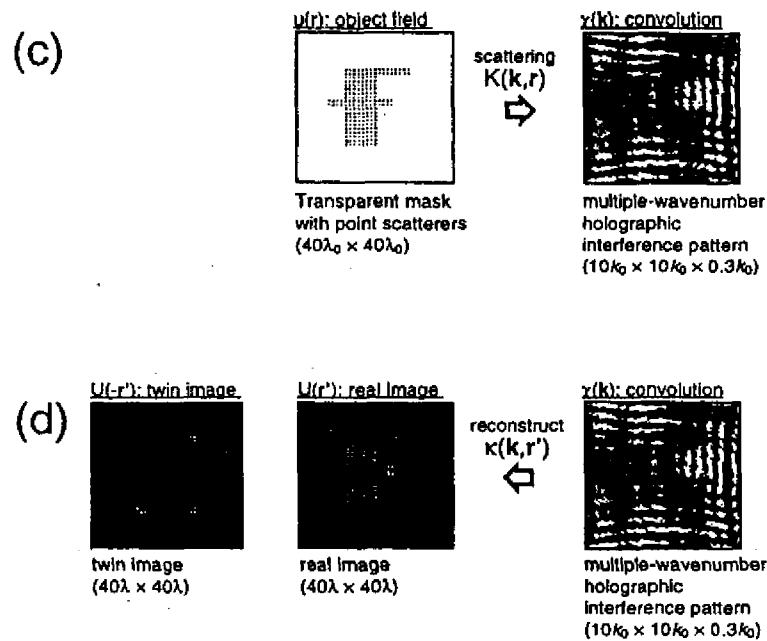 (c)
u(r): object field
scattering
K(k,r)
χ(k): convolution
Transparent mask
with point scatterers
(40λ₀ × 40λ₀)
multiple-wavenumber
holographic
interference pattern
(10k₀ × 10k₀ × 0.3k₀)
(d)
U(-r'): twin image
U(r'): real image
reconstruct
κ(k,r')
χ(k): convolution
twin image
(40λ × 40λ)
real image
(40λ × 40λ)
multiple-wavenumber
holographic
interference pattern
(10k₀ × 10k₀ × 0.3k₀)